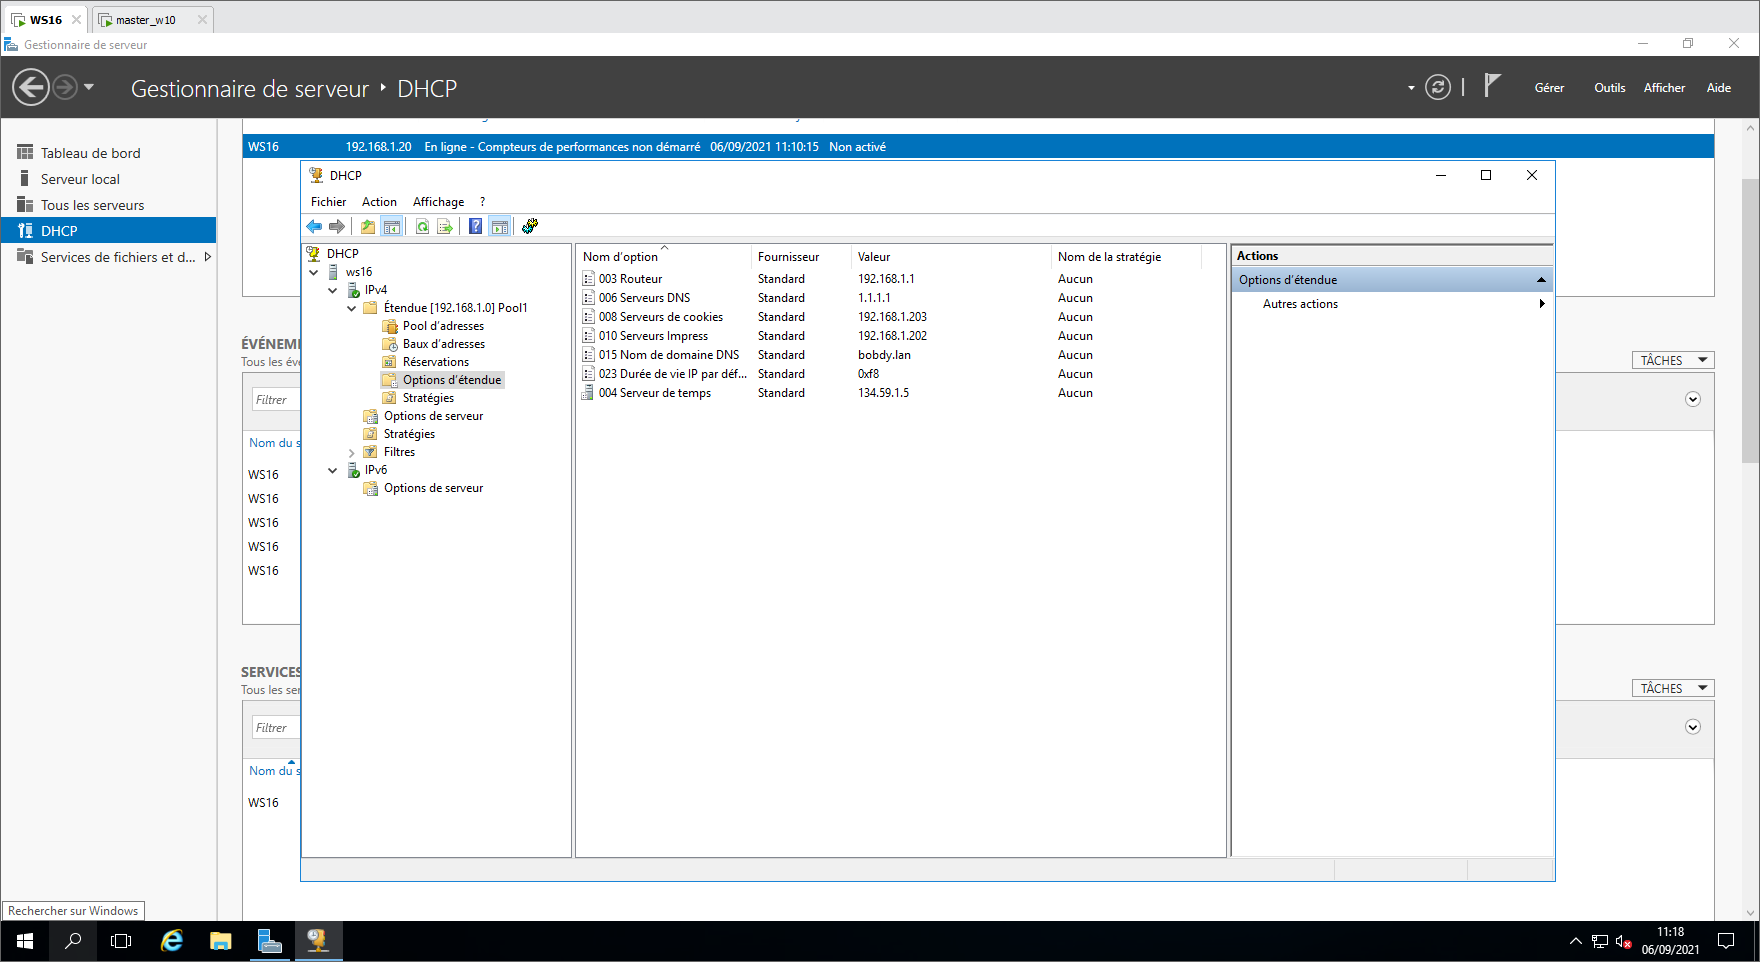 WS16
master_w10
Gestionnaire de serveur
Gestionnaire de serveur ‣ DHCP
Gérer Outils Afficher Aide
Tableau de bord
Serveur local
Tous les serveurs
DHCP
Services de fichiers et d...
WS16 192.168.1.20 En ligne - Compteurs de performances non démarré 06/09/2021 11:10:15 Non activé
DHCP
Fichier Action Affichage ?
DHCP
ws16
IPv4
Étendue [192.168.1.0] Pool1
Pool d'adresses
Baux d'adresses
Réservations
Options d'étendue
Stratégies
Options de serveur
Stratégies
Filtres
IPv6
Options de serveur
Nom d'option Fournisseur Valeur Nom de la stratégie
003 Routeur Standard 192.168.1.1 Aucun
006 Serveurs DNS Standard 1.1.1.1 Aucun
008 Serveurs de cookies Standard 192.168.1.203 Aucun
010 Serveurs Impress Standard 192.168.1.202 Aucun
015 Nom de domaine DNS Standard bobdy.lan Aucun
023 Durée de vie IP par déf... Standard 0xf8 Aucun
004 Serveur de temps Standard 134.59.1.5 Aucun
Actions
Options d'étendue
Autres actions
ÉVÉNEM
Tous les évé
TÂCHES
Filtrer
Nom du s
WS16
WS16
WS16
WS16
WS16
SERVICES
Tous les ser
TÂCHES
Filtrer
Nom du s
WS16
Rechercher sur Windows
11:18
06/09/2021